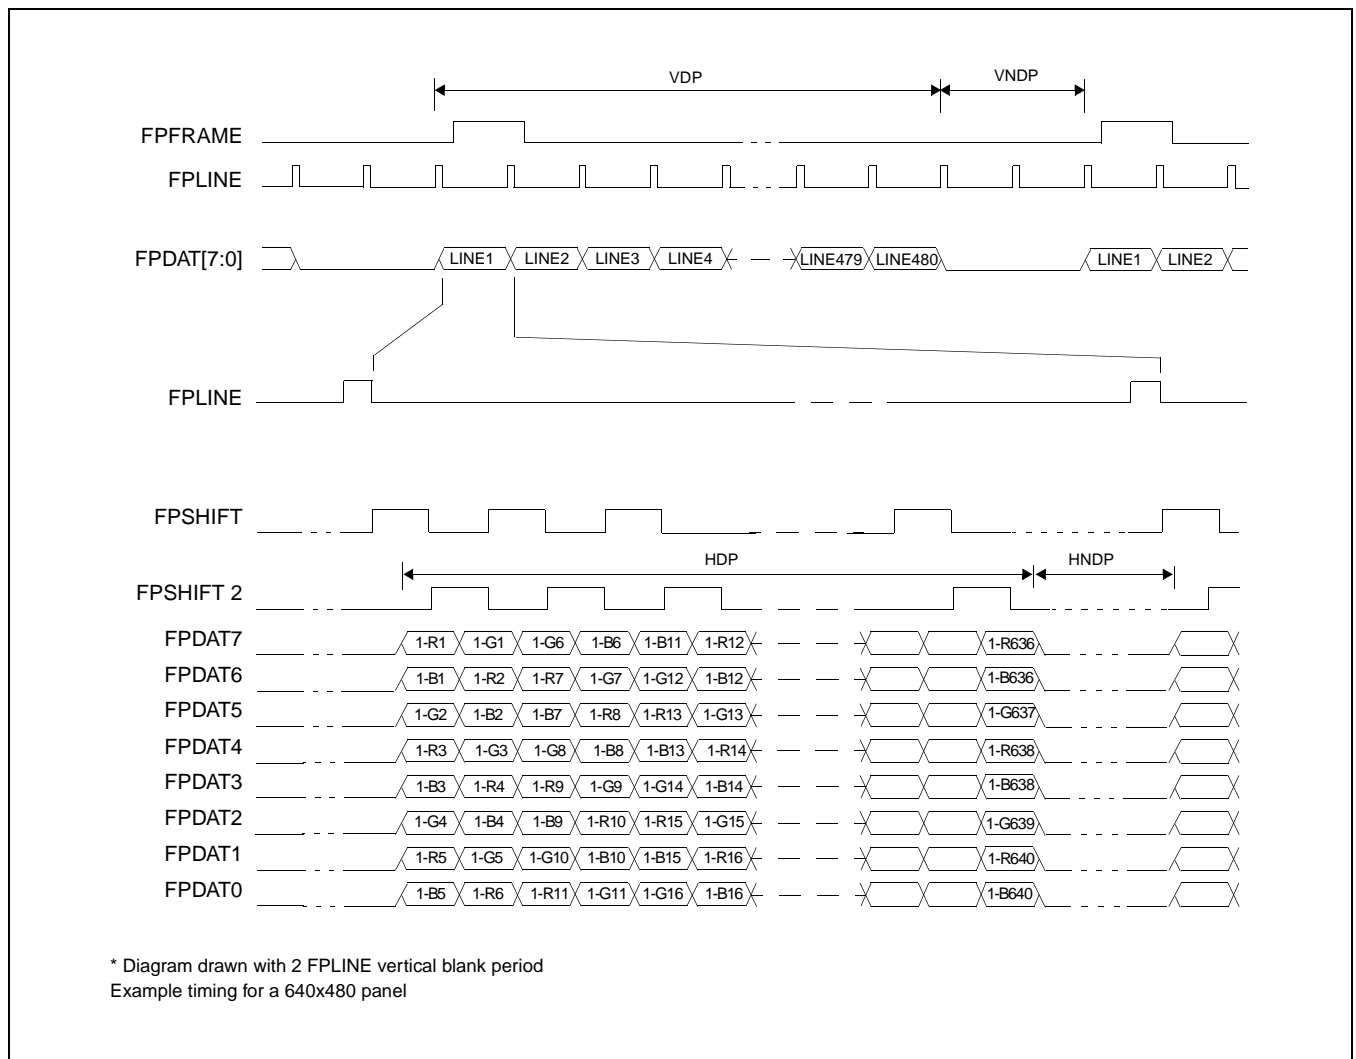 VDP VNDP
FPFRAME
FPLINE
FPDAT[7:0] LINE1 LINE2 LINE3 LINE4 LINE479 LINE480 LINE1 LINE2
FPLINE
FPSHIFT
HDP HNDP
FPSHIFT 2
FPDAT7 1-R1 1-G1 1-G6 1-B6 1-B11 1-R12 1-R636
FPDAT6 1-B1 1-R2 1-R7 1-G7 1-G12 1-B12 1-B636
FPDAT5 1-G2 1-B2 1-B7 1-R8 1-R13 1-G13 1-G637
FPDAT4 1-R3 1-G3 1-G8 1-B8 1-B13 1-R14 1-R638
FPDAT3 1-B3 1-R4 1-R9 1-G9 1-G14 1-B14 1-B638
FPDAT2 1-G4 1-B4 1-B9 1-R10 1-R15 1-G15 1-G639
FPDAT1 1-R5 1-G5 1-G10 1-B10 1-B15 1-R16 1-R640
FPDAT0 1-B5 1-R6 1-R11 1-G11 1-G16 1-B16 1-B640
* Diagram drawn with 2 FPLINE vertical blank period
Example timing for a 640x480 panel